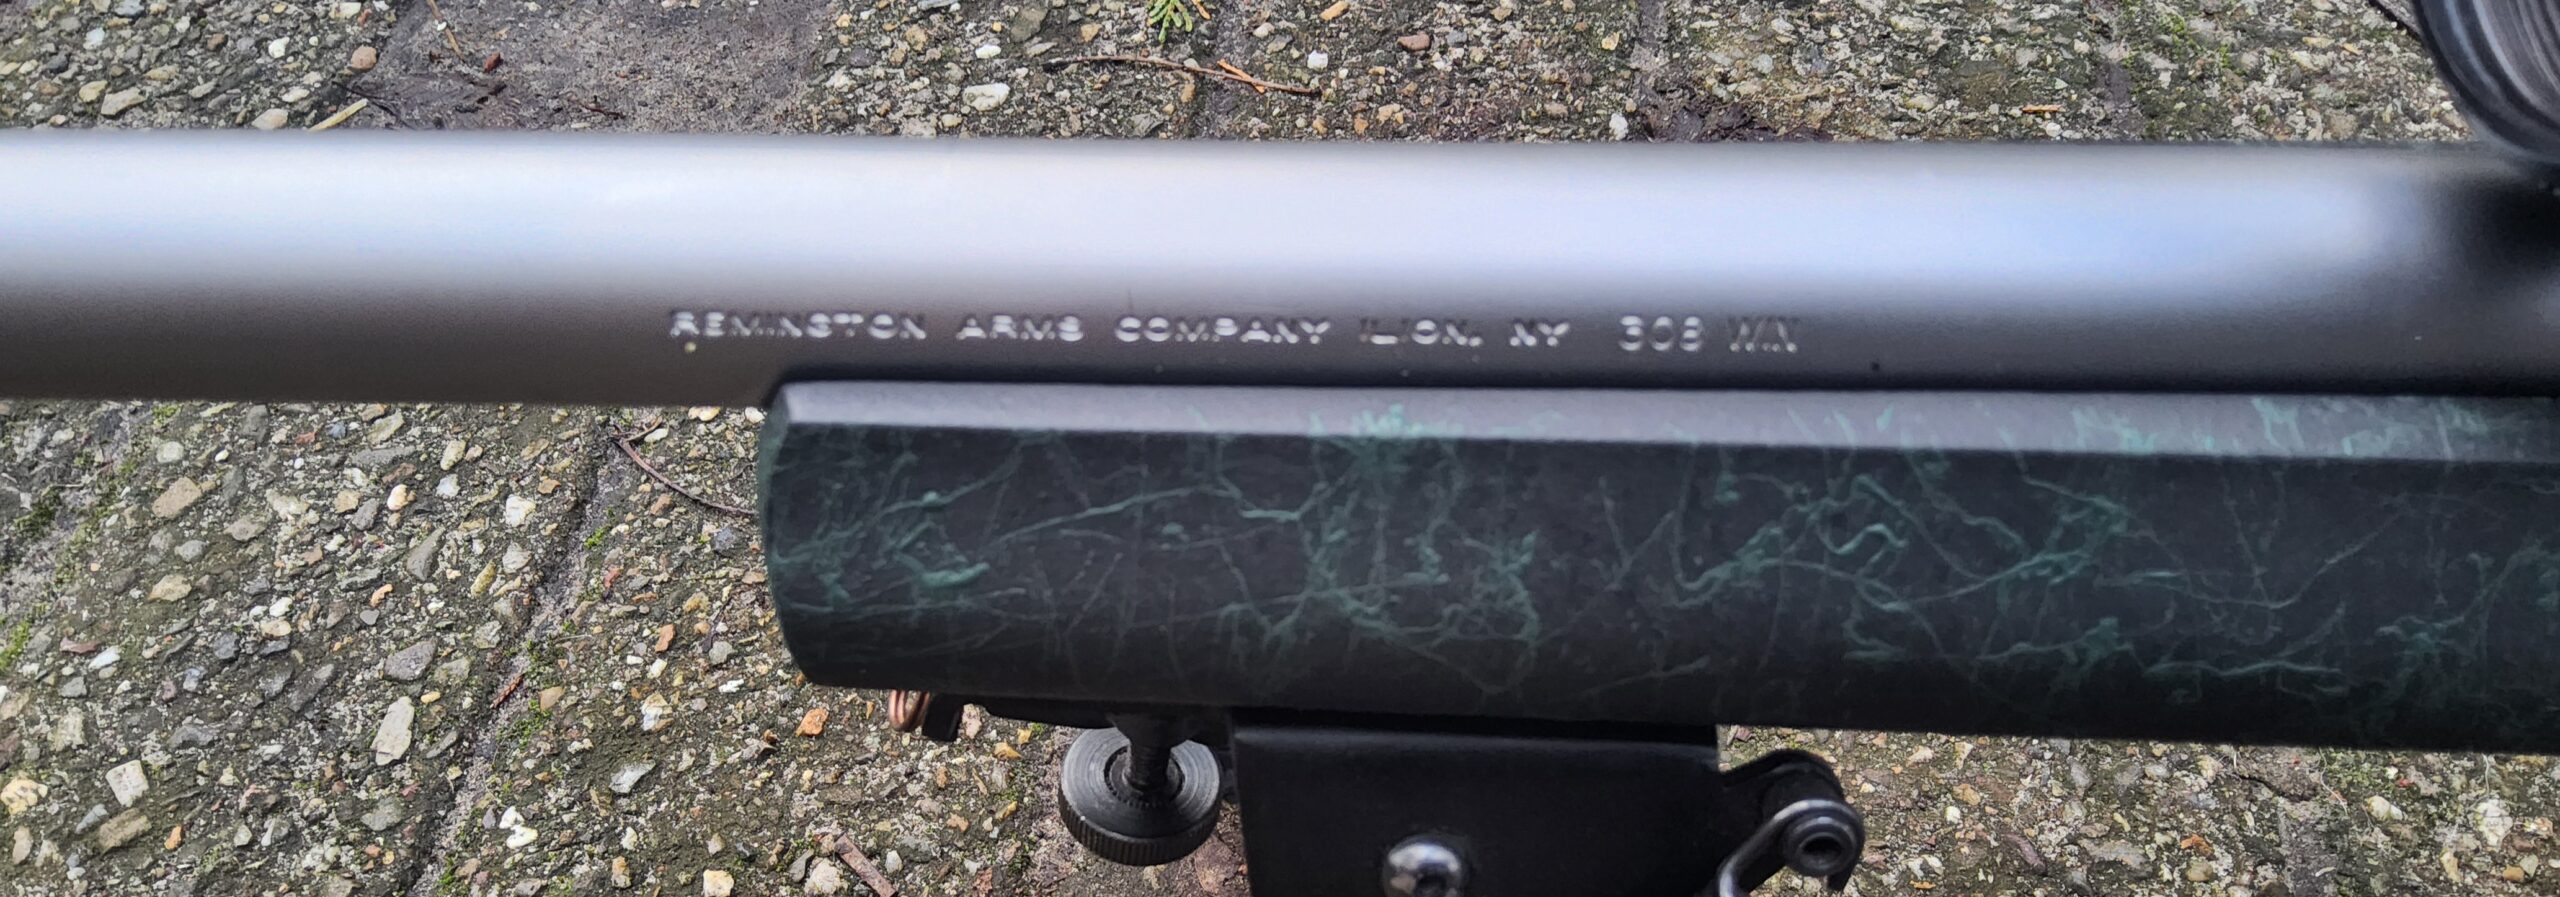 REMINGTON ARMS COMPANY ILION, NY 308 WIN